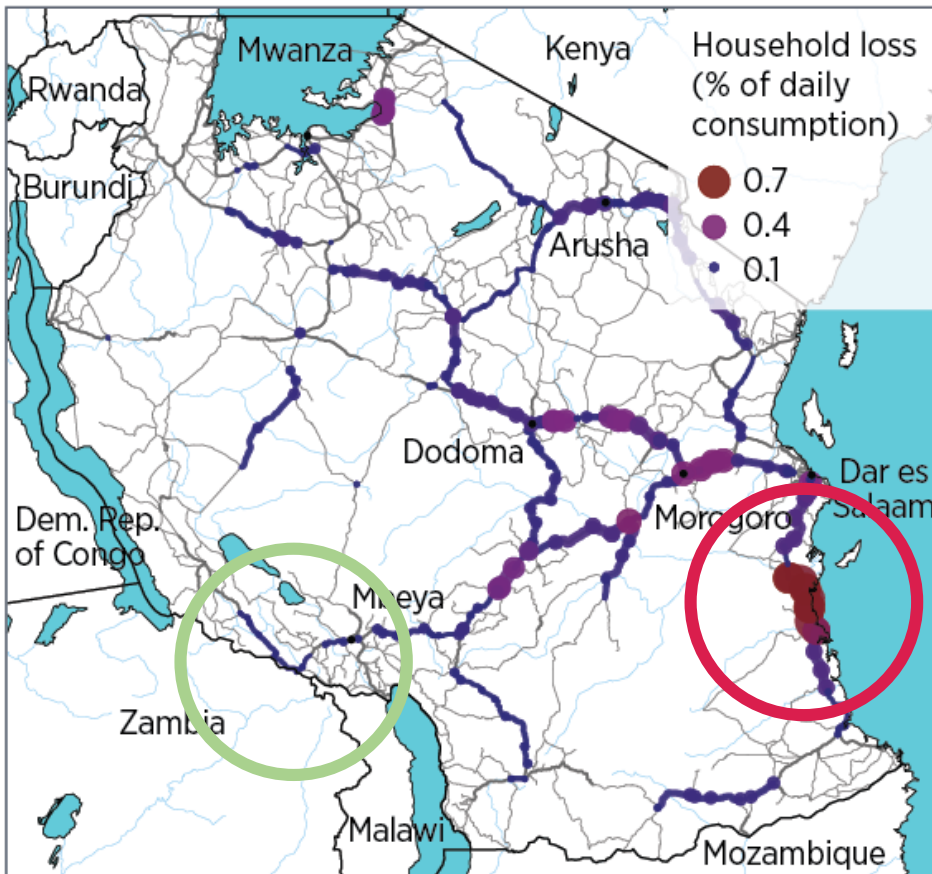 Mwanza
Kenya
Household loss
(% of daily
consumption)
0.7
0.4
0.1
Rwanda
Burundi
Arusha
Dodoma
Dar es
Salaam
Morogoro
Dem. Rep.
of Congo
Mbeya
Zambia
Malawi
Mozambique